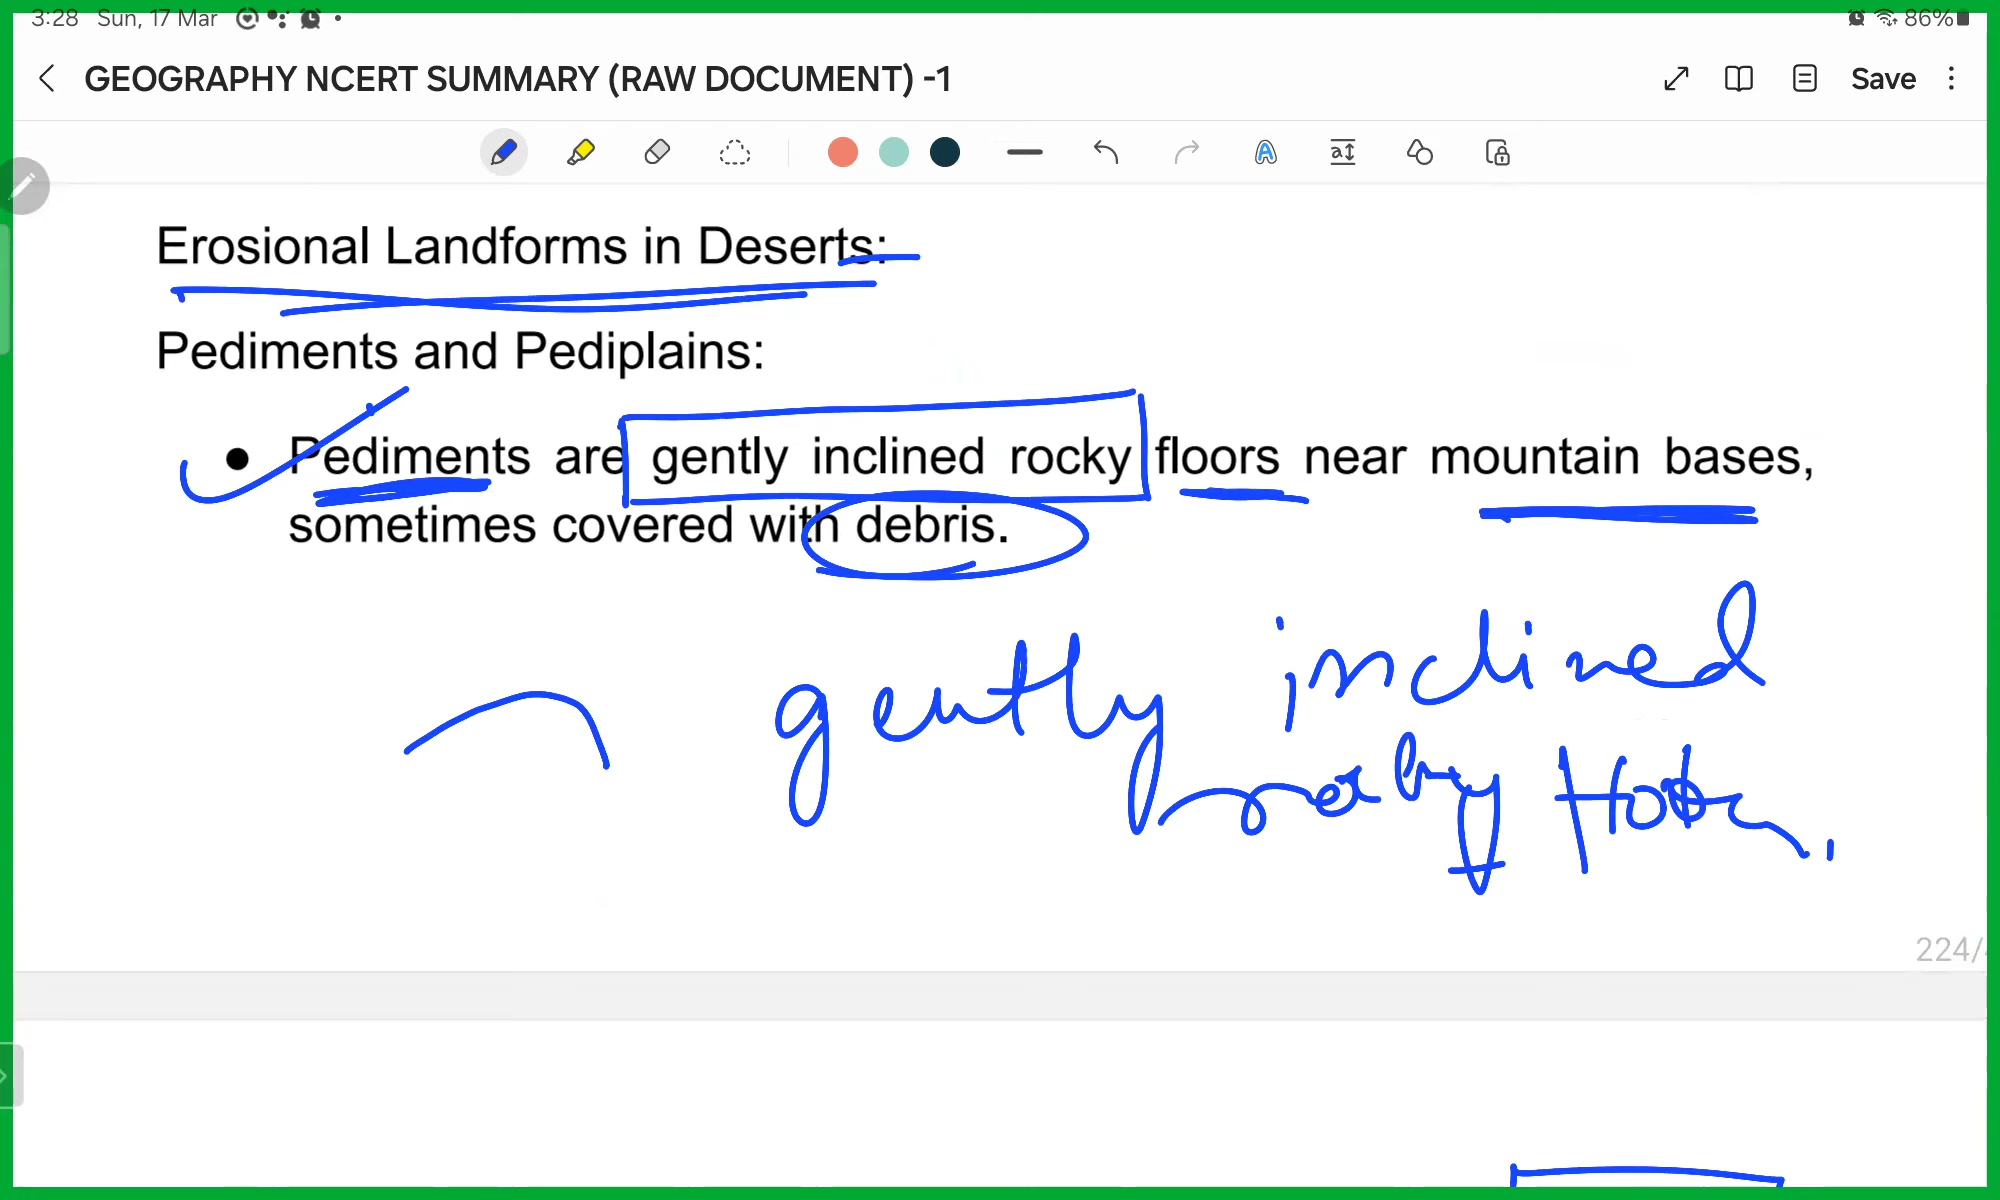 3:28 Sun, 17 Mar
86%
GEOGRAPHY NCERT SUMMARY (RAW DOCUMENT) -1
Save
Erosional Landforms in Deserts:
Pediments and Pediplains:
● Pediments are gently inclined rocky floors near mountain bases,
sometimes covered with debris.
gently inclined
rocky
224/